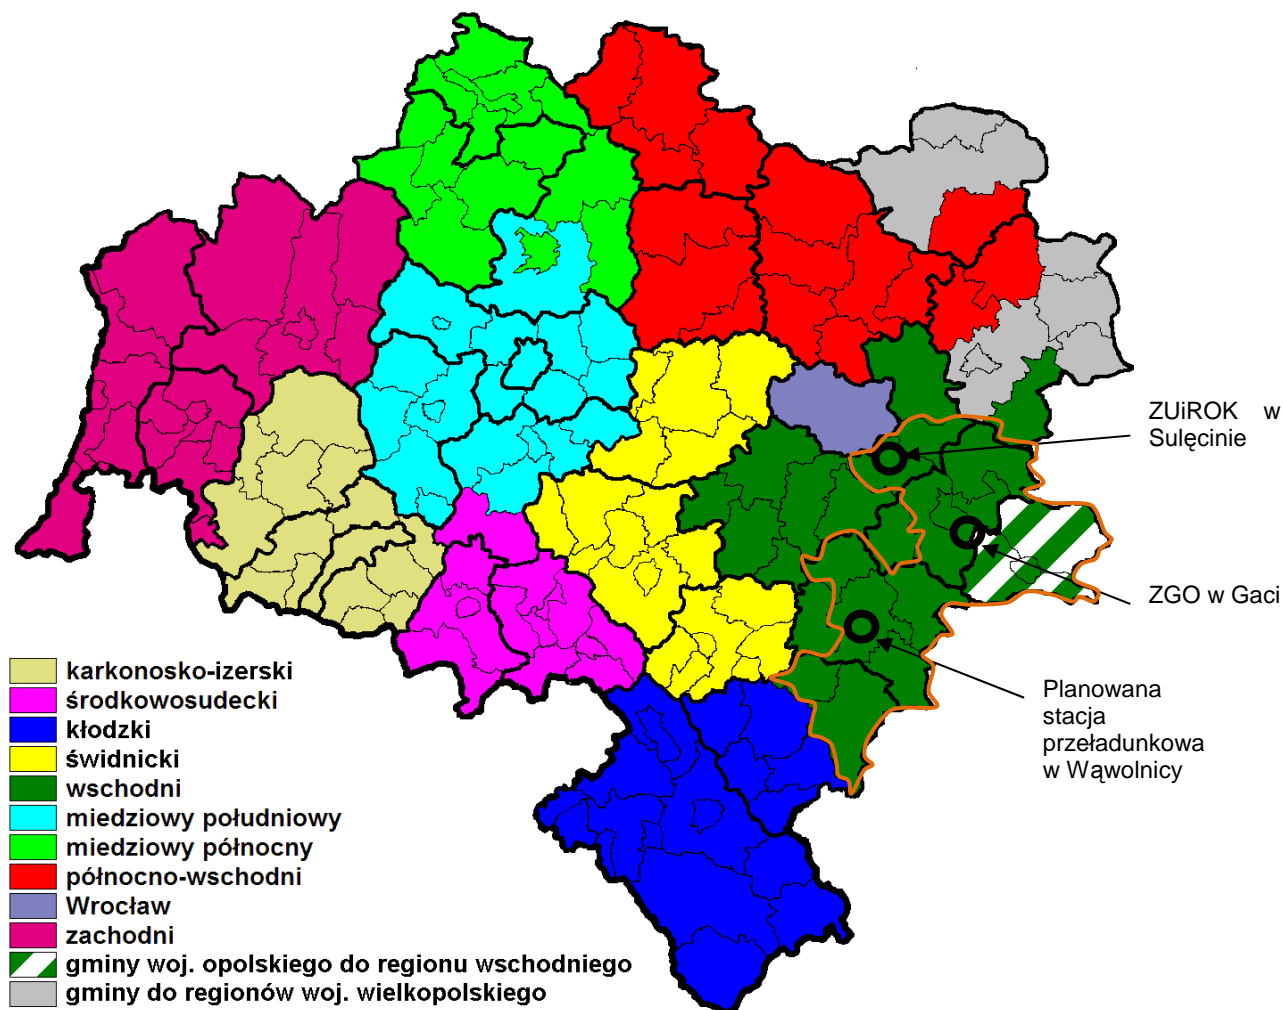 ZUiROK w
Sulęcinie
ZGO w Gaci
Planowana
stacja
przeładunkowa
w Wąwolnicy
karkonosko-izerski
środkowosudecki
kłodzki
świdnicki
wschodni
miedziowy południowy
miedziowy północny
północno-wschodni
Wrocław
zachodni
gminy woj. opolskiego do regionu wschodniego
gminy do regionów woj. wielkopolskiego